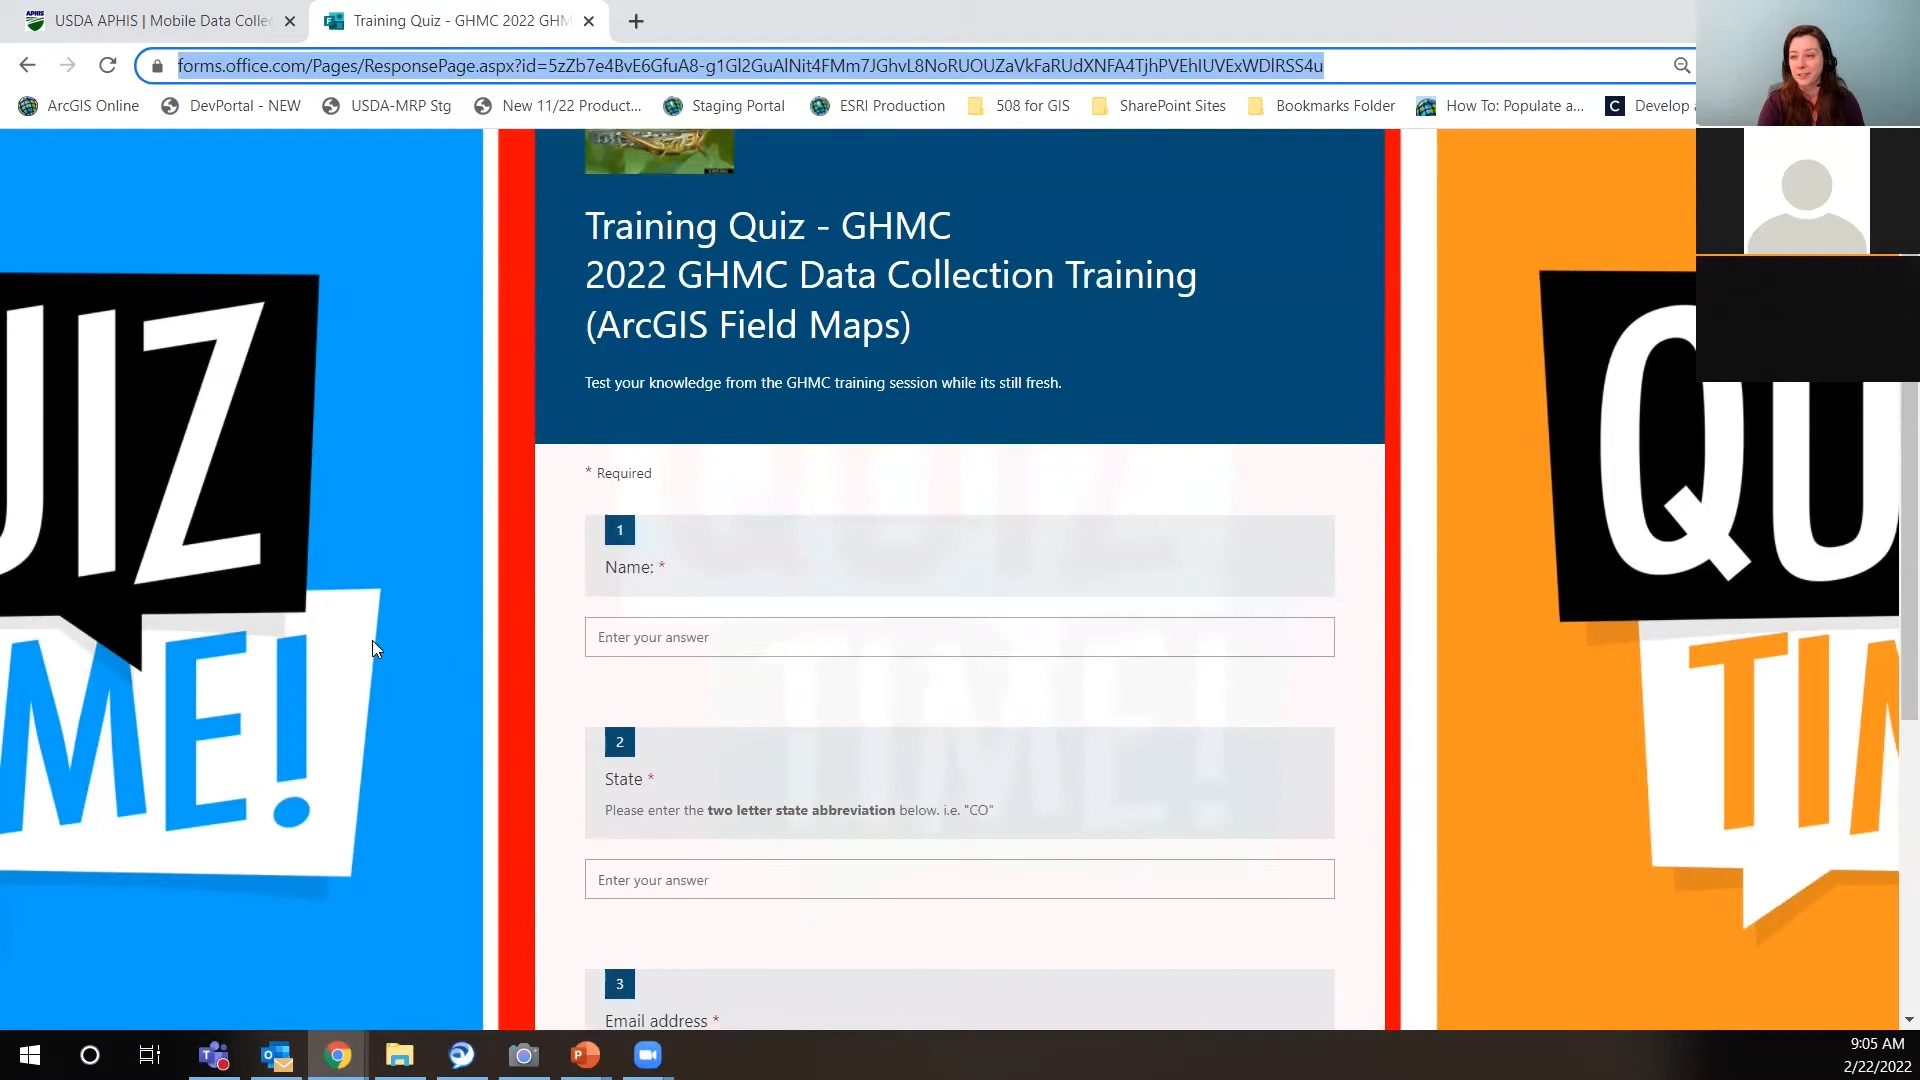 USDA APHIS | Mobile Data Colle
Training Quiz - GHMC 2022 GHM
forms.office.com/Pages/ResponsePage.aspx?id=5zZb7e4BvE6GfuA8-g1Gl2GuAlNit4FMm7JGhvL8NoRUOUZaVkFaRUdXNFA4TjhPVEhIUVExWDlRSS4u
ArcGIS Online
DevPortal - NEW
USDA-MRP Stg
New 11/22 Product...
Staging Portal
ESRI Production
508 for GIS
SharePoint Sites
Bookmarks Folder
How To: Populate a...
Develop
Training Quiz - GHMC
2022 GHMC Data Collection Training
(ArcGIS Field Maps)
Test your knowledge from the GHMC training session while its still fresh.
* Required
1
Name: *
Enter your answer
2
State *
Please enter the two letter state abbreviation below. i.e. "CO"
Enter your answer
3
Email address *
UIZ
ME!
QUIZ
TIME!
QU
TIM
9:05 AM
2/22/2022